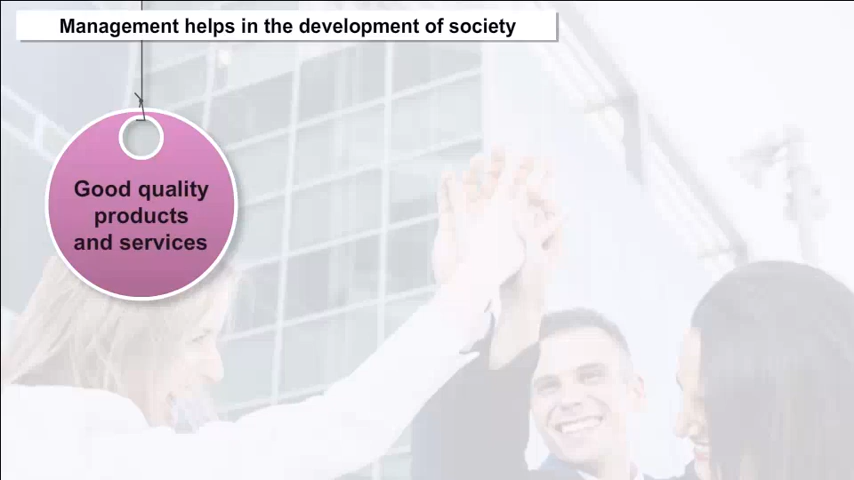 Management helps in the development of society
Good quality
products
and services